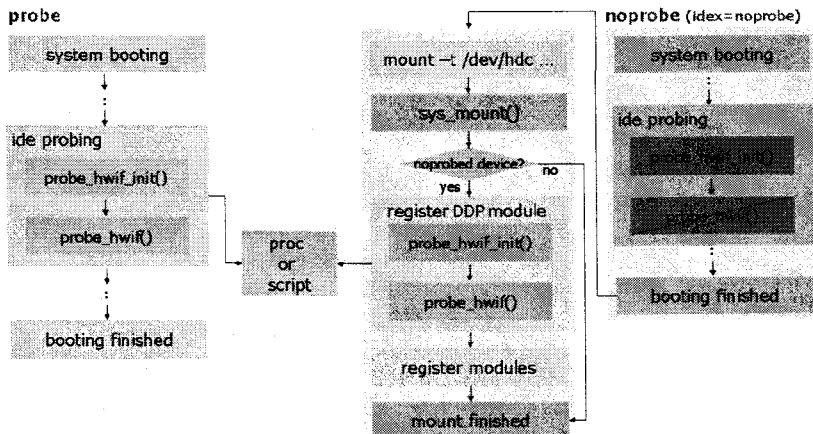 probe
system booting
ide probing
probe_hwif_init()
probe_hwif()
booting finished
proc
or
script
mount –t /dev/hdc ...
sys_mount()
noprobed device?
no
yes
register DDP module
probe_hwif_init()
probe_hwif()
register modules
mount finished
noprobe (idex=noprobe)
system booting
ide probing
probe_hwif_init()
probe_hwif()
booting finished